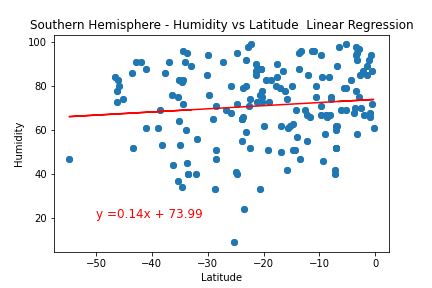 Southern Hemisphere - Humidity vs Latitude  Linear Regression
100
80
60
40
20
Humidity
y =0.14x + 73.99
−50
−40
−30
−20
−10
0
Latitude